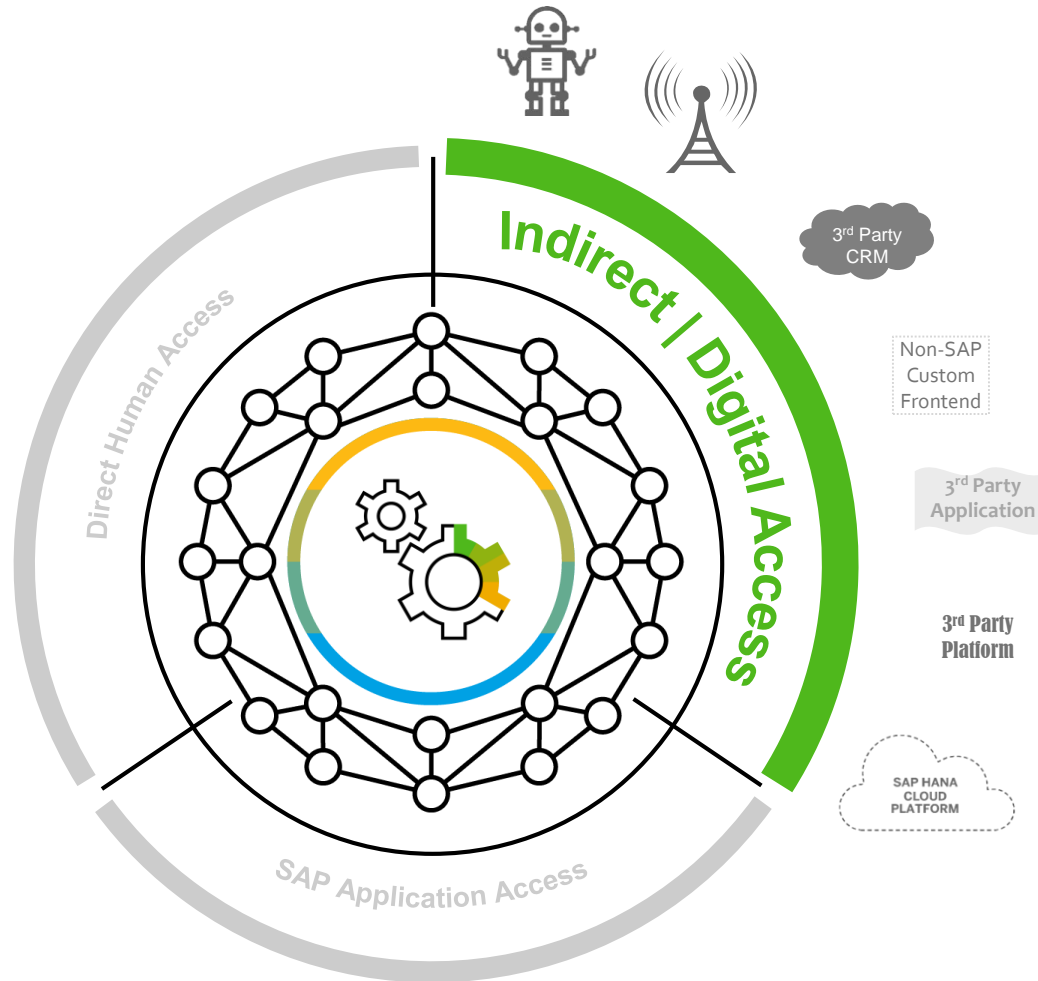 Indirect | Digital Access
3rd Party
CRM
Direct Human Access
Non-SAP
Custom
Frontend
3rd Party
Application
3rd Party
Platform
SAP HANA
CLOUD
PLATFORM
SAP Application Access